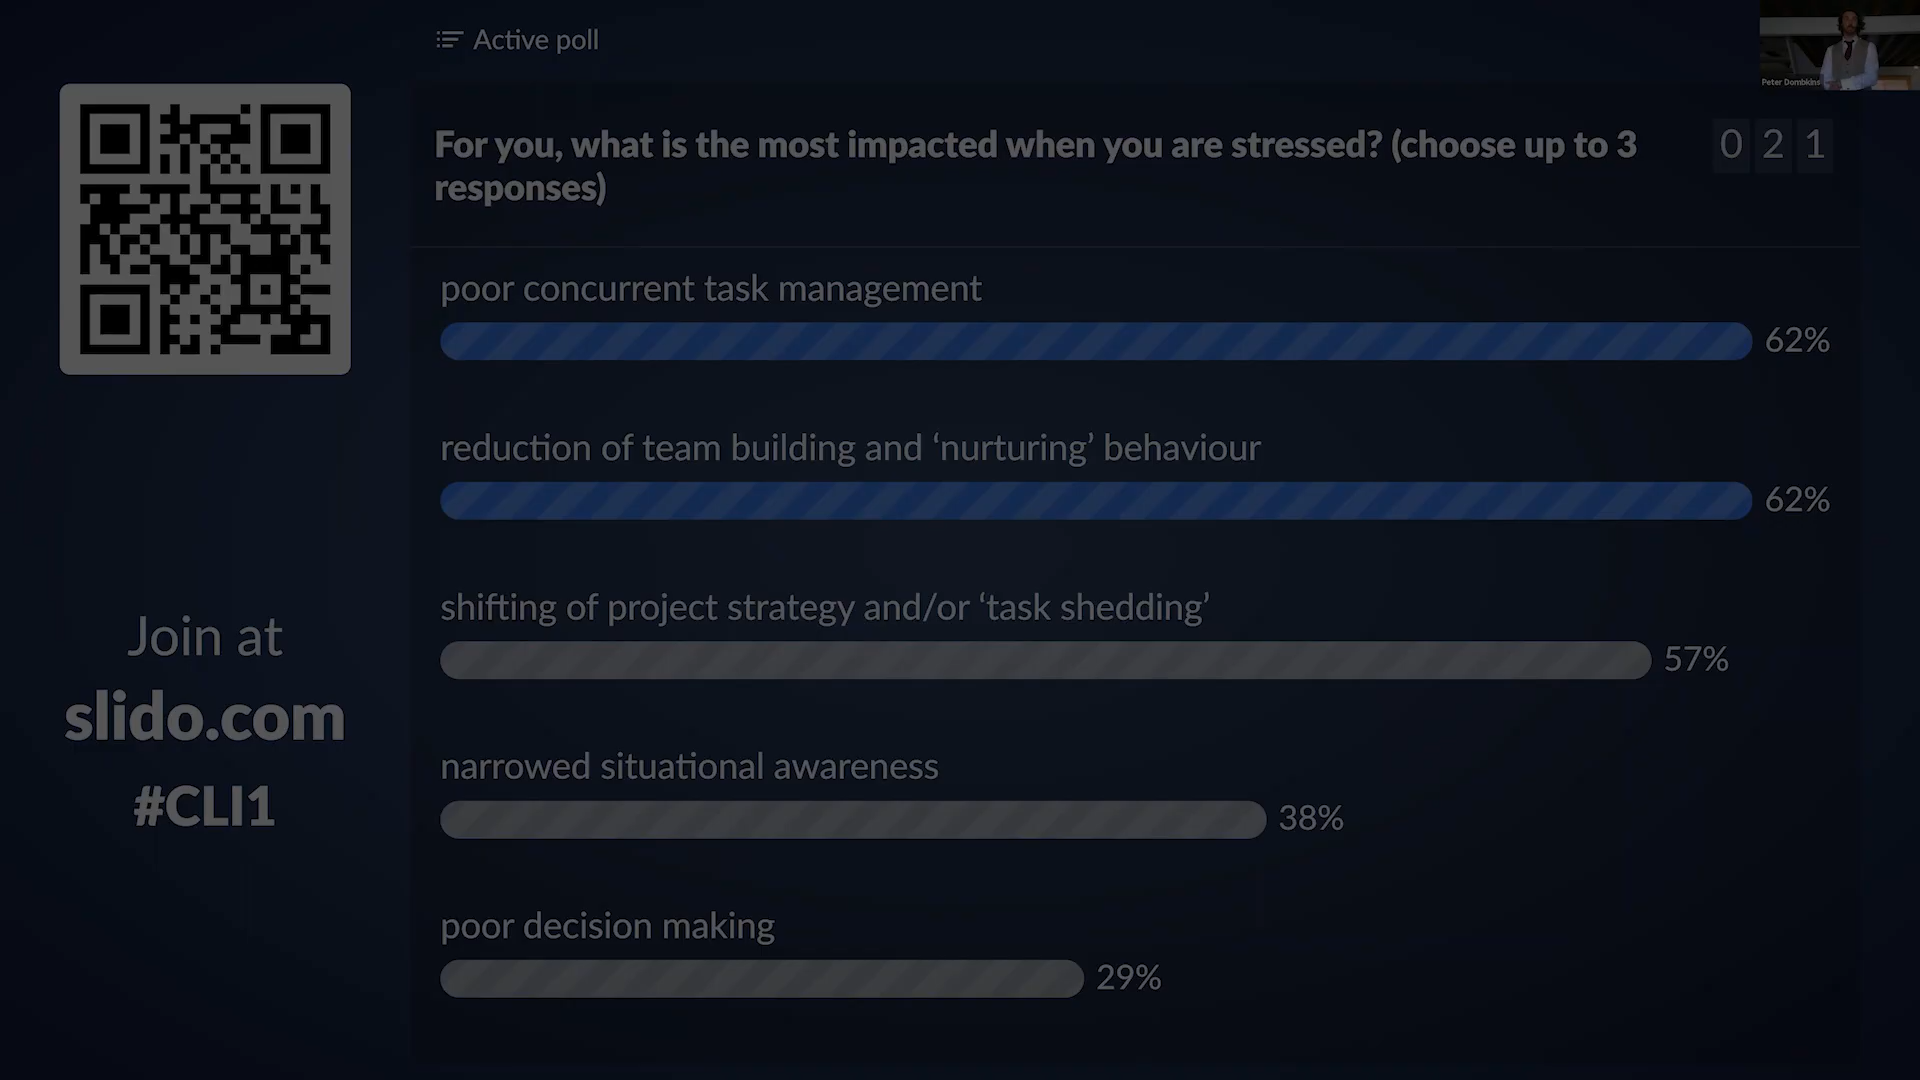 Active poll
Peter Dombkins
For you, what is the most impacted when you are stressed? (choose up to 3
responses)
0 2 1
poor concurrent task management
62%
reduction of team building and ‘nurturing’ behaviour
62%
shifting of project strategy and/or ‘task shedding’
57%
narrowed situational awareness
38%
poor decision making
29%
Join at
slido.com
#CLI1